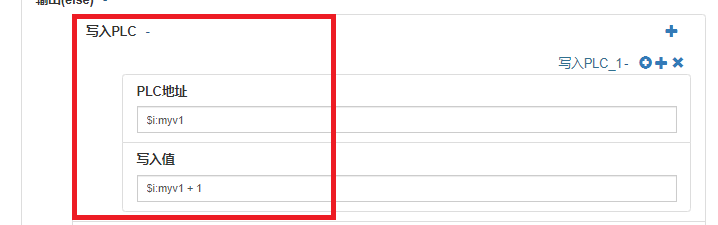 输出(else) -
写入PLC -
写入PLC_1-
PLC地址
$i:myv1
写入值
$i:myv1 + 1